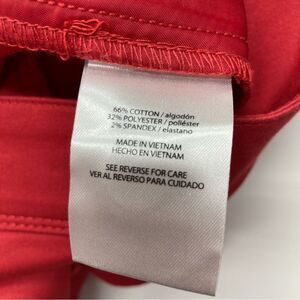 66% COTTON / algodón
32% POLYESTER / poliéster
2% SPANDEX / elastano
MADE IN VIETNAM
HECHO EN VIETNAM
SEE REVERSE FOR CARE
VER AL REVERSO PARA CUIDADO